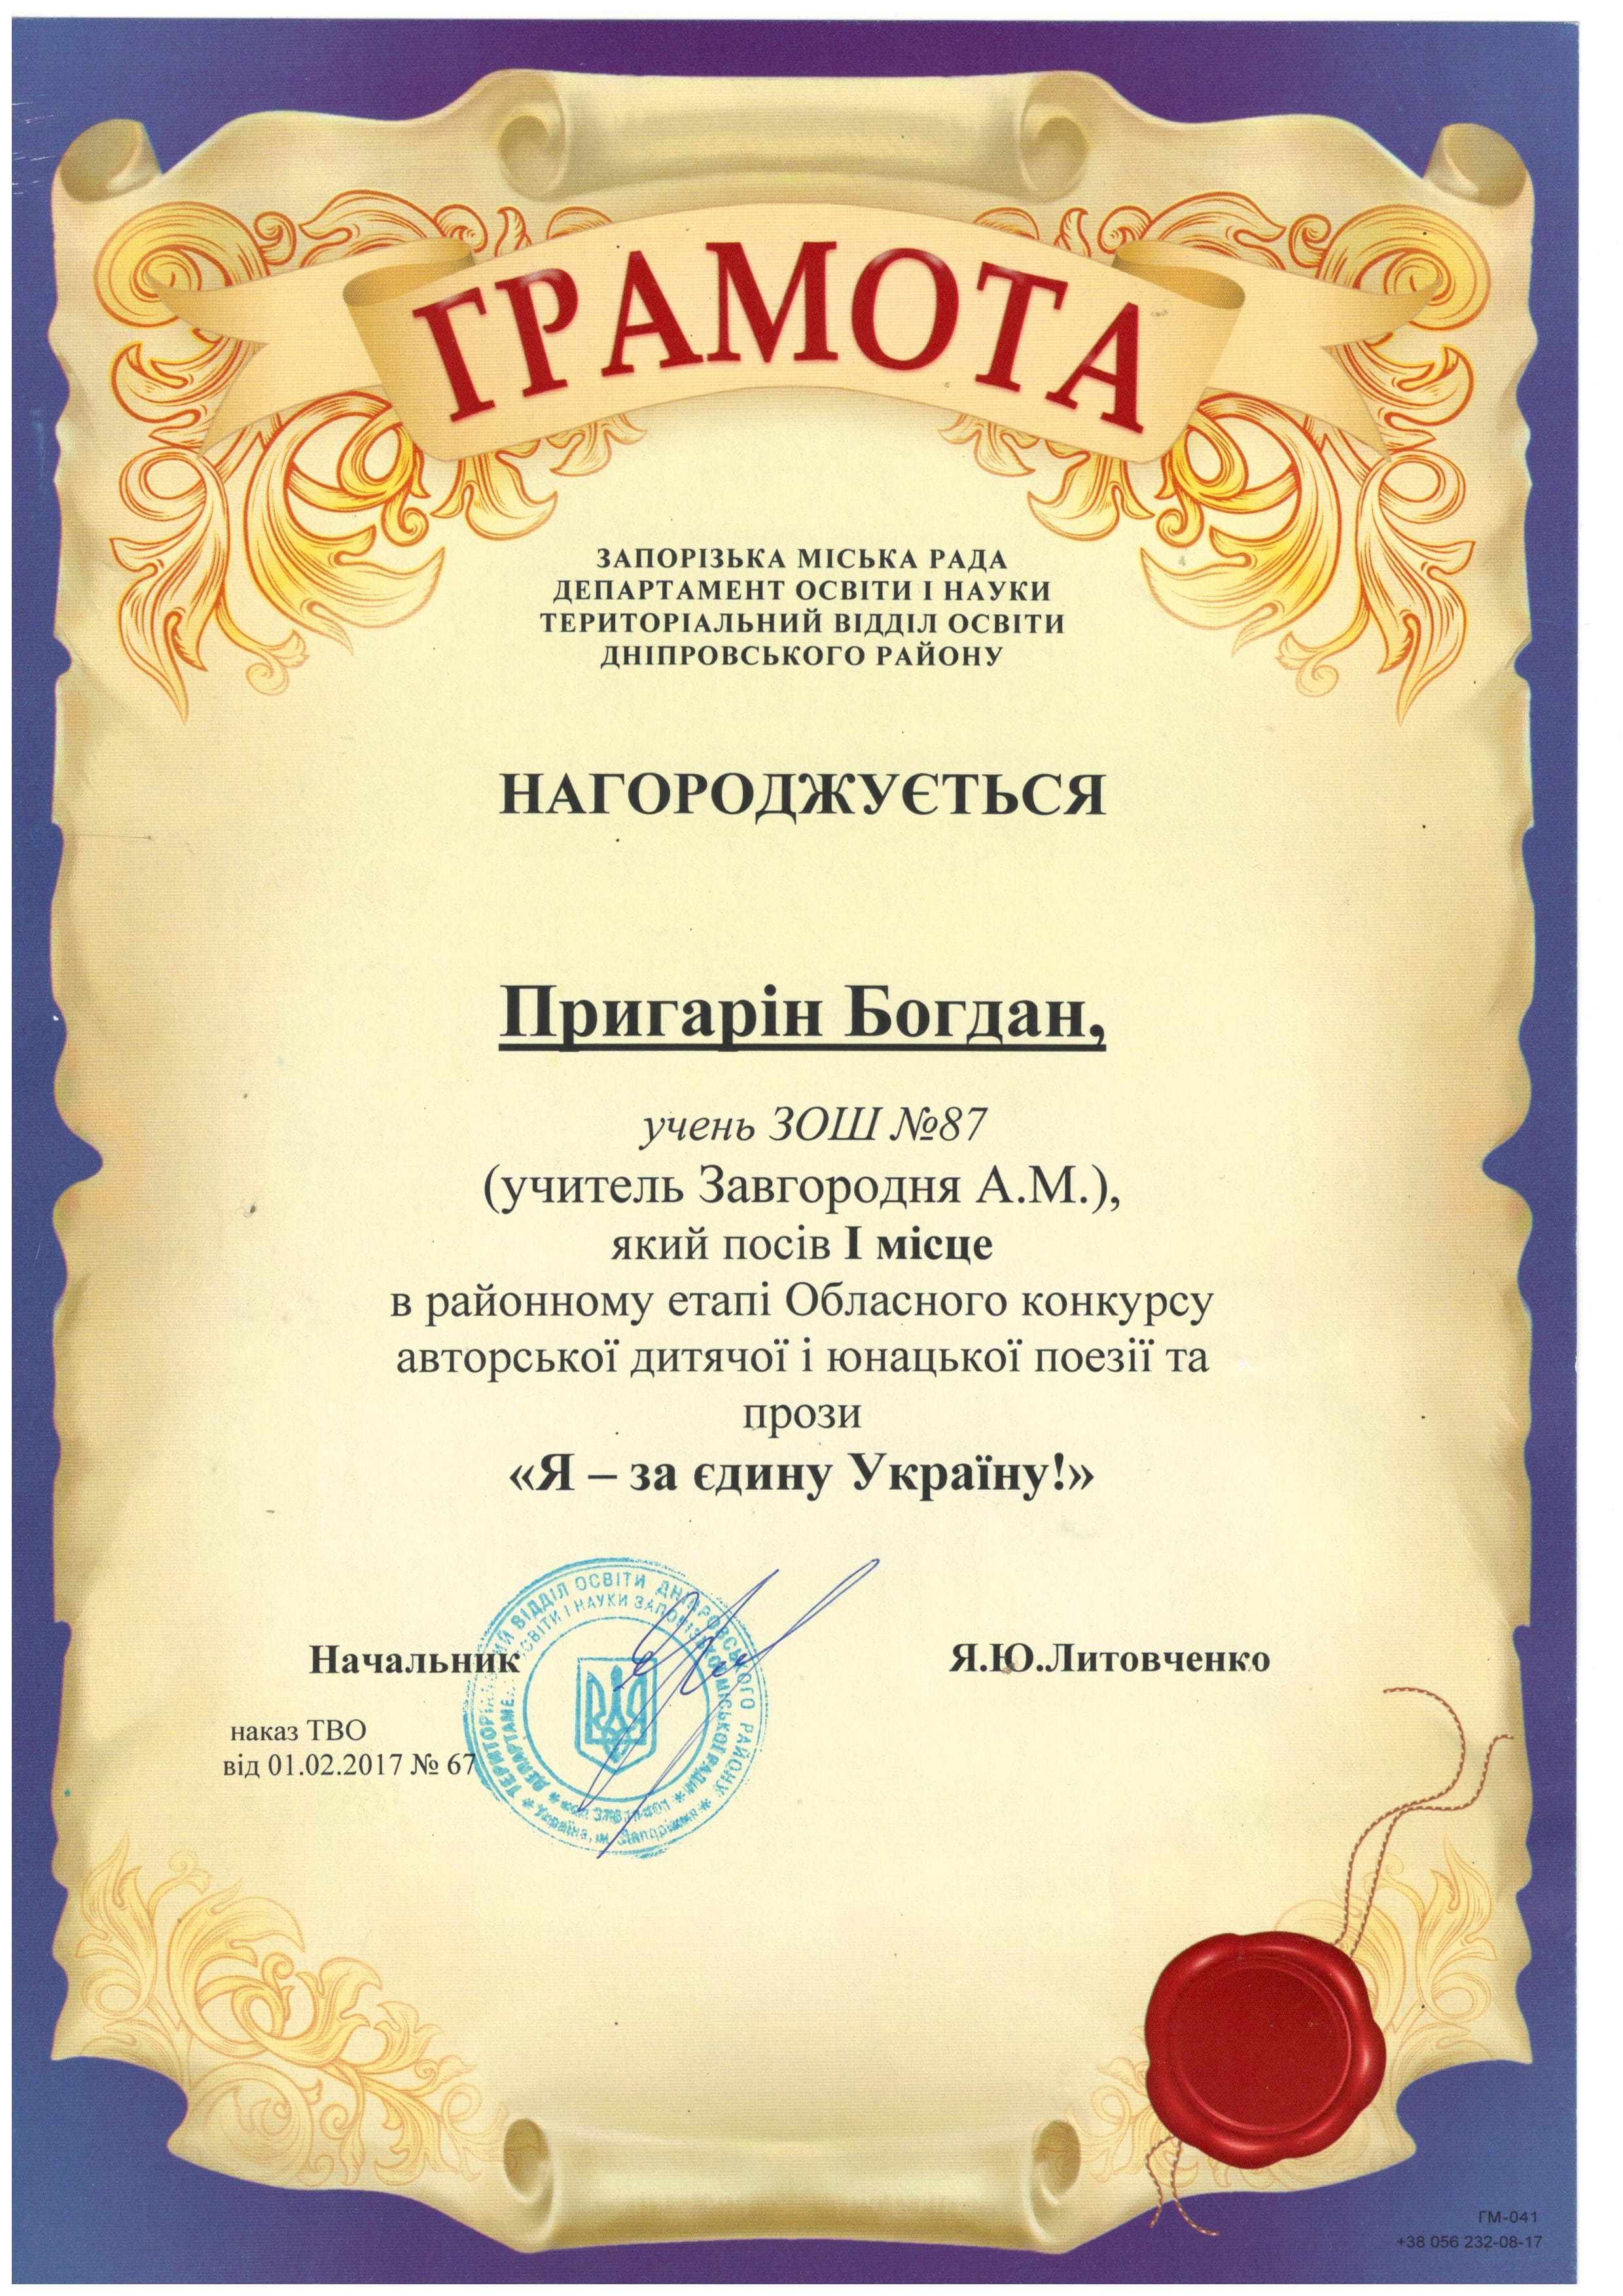 ГРАМОТА
ЗАПОРІЗЬКА МІСЬКА РАДА
ДЕПАРТАМЕНТ ОСВІТИ І НАУКИ
ТЕРИТОРІАЛЬНИЙ ВІДДІЛ ОСВІТИ
ДНІПРОВСЬКОГО РАЙОНУ
НАГОРОДЖУЄТЬСЯ
Пригарін Богдан,
учень ЗОШ №87
(учитель Завгородня А.М.),
який посів І місце
в районному етапі Обласного конкурсу
авторської дитячої і юнацької поезії та
прози
«Я – за єдину Україну!»
Начальник
Я.Ю.Литовченко
наказ ТВО
від 01.02.2017 № 67
ТЕРИТОРІАЛЬНИЙ ВІДДІЛ ОСВІТИ ДНІПРОВСЬКОГО РАЙОНУ
ДЕПАРТАМЕНТ ОСВІТИ І НАУКИ ЗАПОРІЗЬКОЇ МІСЬКОЇ РАДИ
Україна, м. Запоріжжя
ГМ-041
+38 056 232-08-17